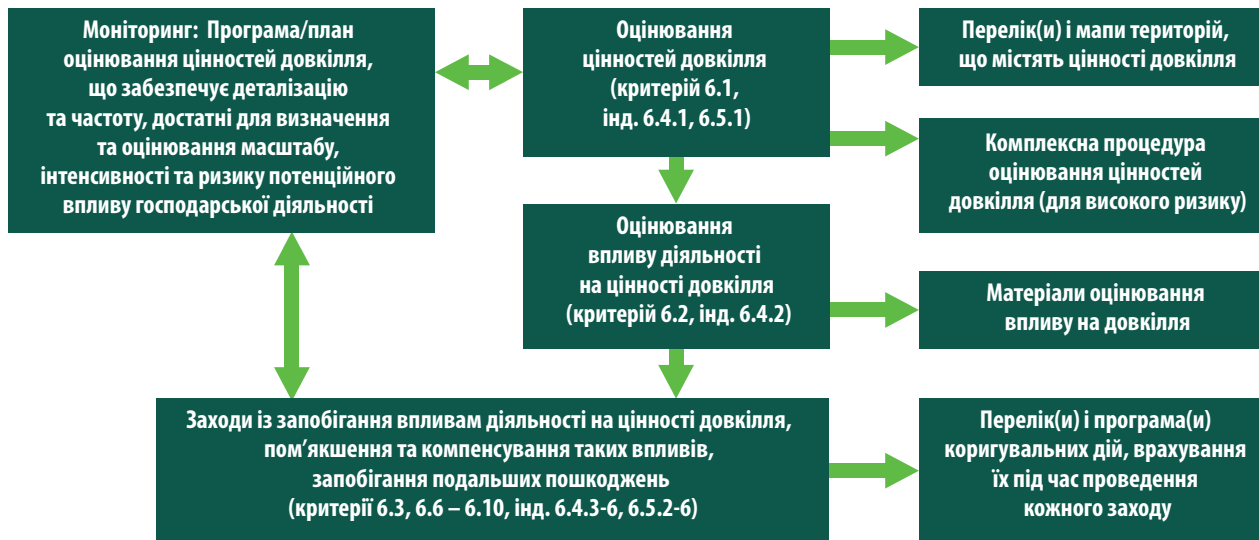 Моніторинг: Програма/план
оцінювання цінностей довкілля,
що забезпечує деталізацію
та частоту, достатні для визначення
та оцінювання масштабу,
інтенсивності та ризику потенційного
впливу господарської діяльності
Оцінювання
цінностей довкілля
(критерій 6.1,
інд. 6.4.1, 6.5.1)
Перелік(и) і мапи територій,
що містять цінності довкілля
Комплексна процедура
оцінювання цінностей
довкілля (для високого ризику)
Оцінювання
впливу діяльності
на цінності довкілля
(критерій 6.2, інд. 6.4.2)
Матеріали оцінювання
впливу на довкілля
Заходи із запобігання впливам діяльності на цінності довкілля,
пом’якшення та компенсування таких впливів,
запобігання подальших пошкоджень
(критерії 6.3, 6.6 – 6.10, інд. 6.4.3-6, 6.5.2-6)
Перелік(и) і програма(и)
коригувальних дій, врахування
їх під час проведення
кожного заходу